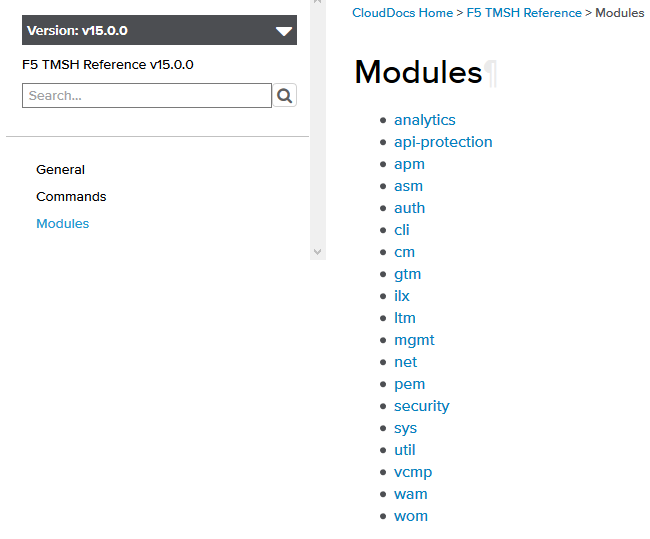 Version: v15.0.0
F5 TMSH Reference v15.0.0
Search...
General
Commands
Modules
CloudDocs Home > F5 TMSH Reference > Modules
Modules¶
analytics
api-protection
apm
asm
auth
cli
cm
gtm
ilx
ltm
mgmt
net
pem
security
sys
util
vcmp
wam
wom